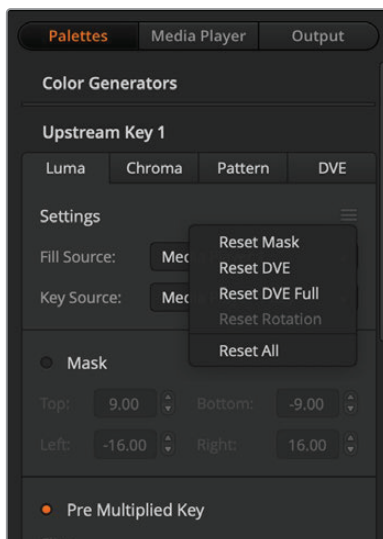 Palettes Media Player Output
Color Generators
Upstream Key 1
Luma Chroma Pattern DVE
Settings
Reset Mask
Fill Source: Med
Reset DVE
Reset DVE Full
Key Source: Med
Reset Rotation
Reset All
Mask
Top: 9.00 Bottom: -9.00
Left: -16.00 Right: 16.00
Pre Multiplied Key